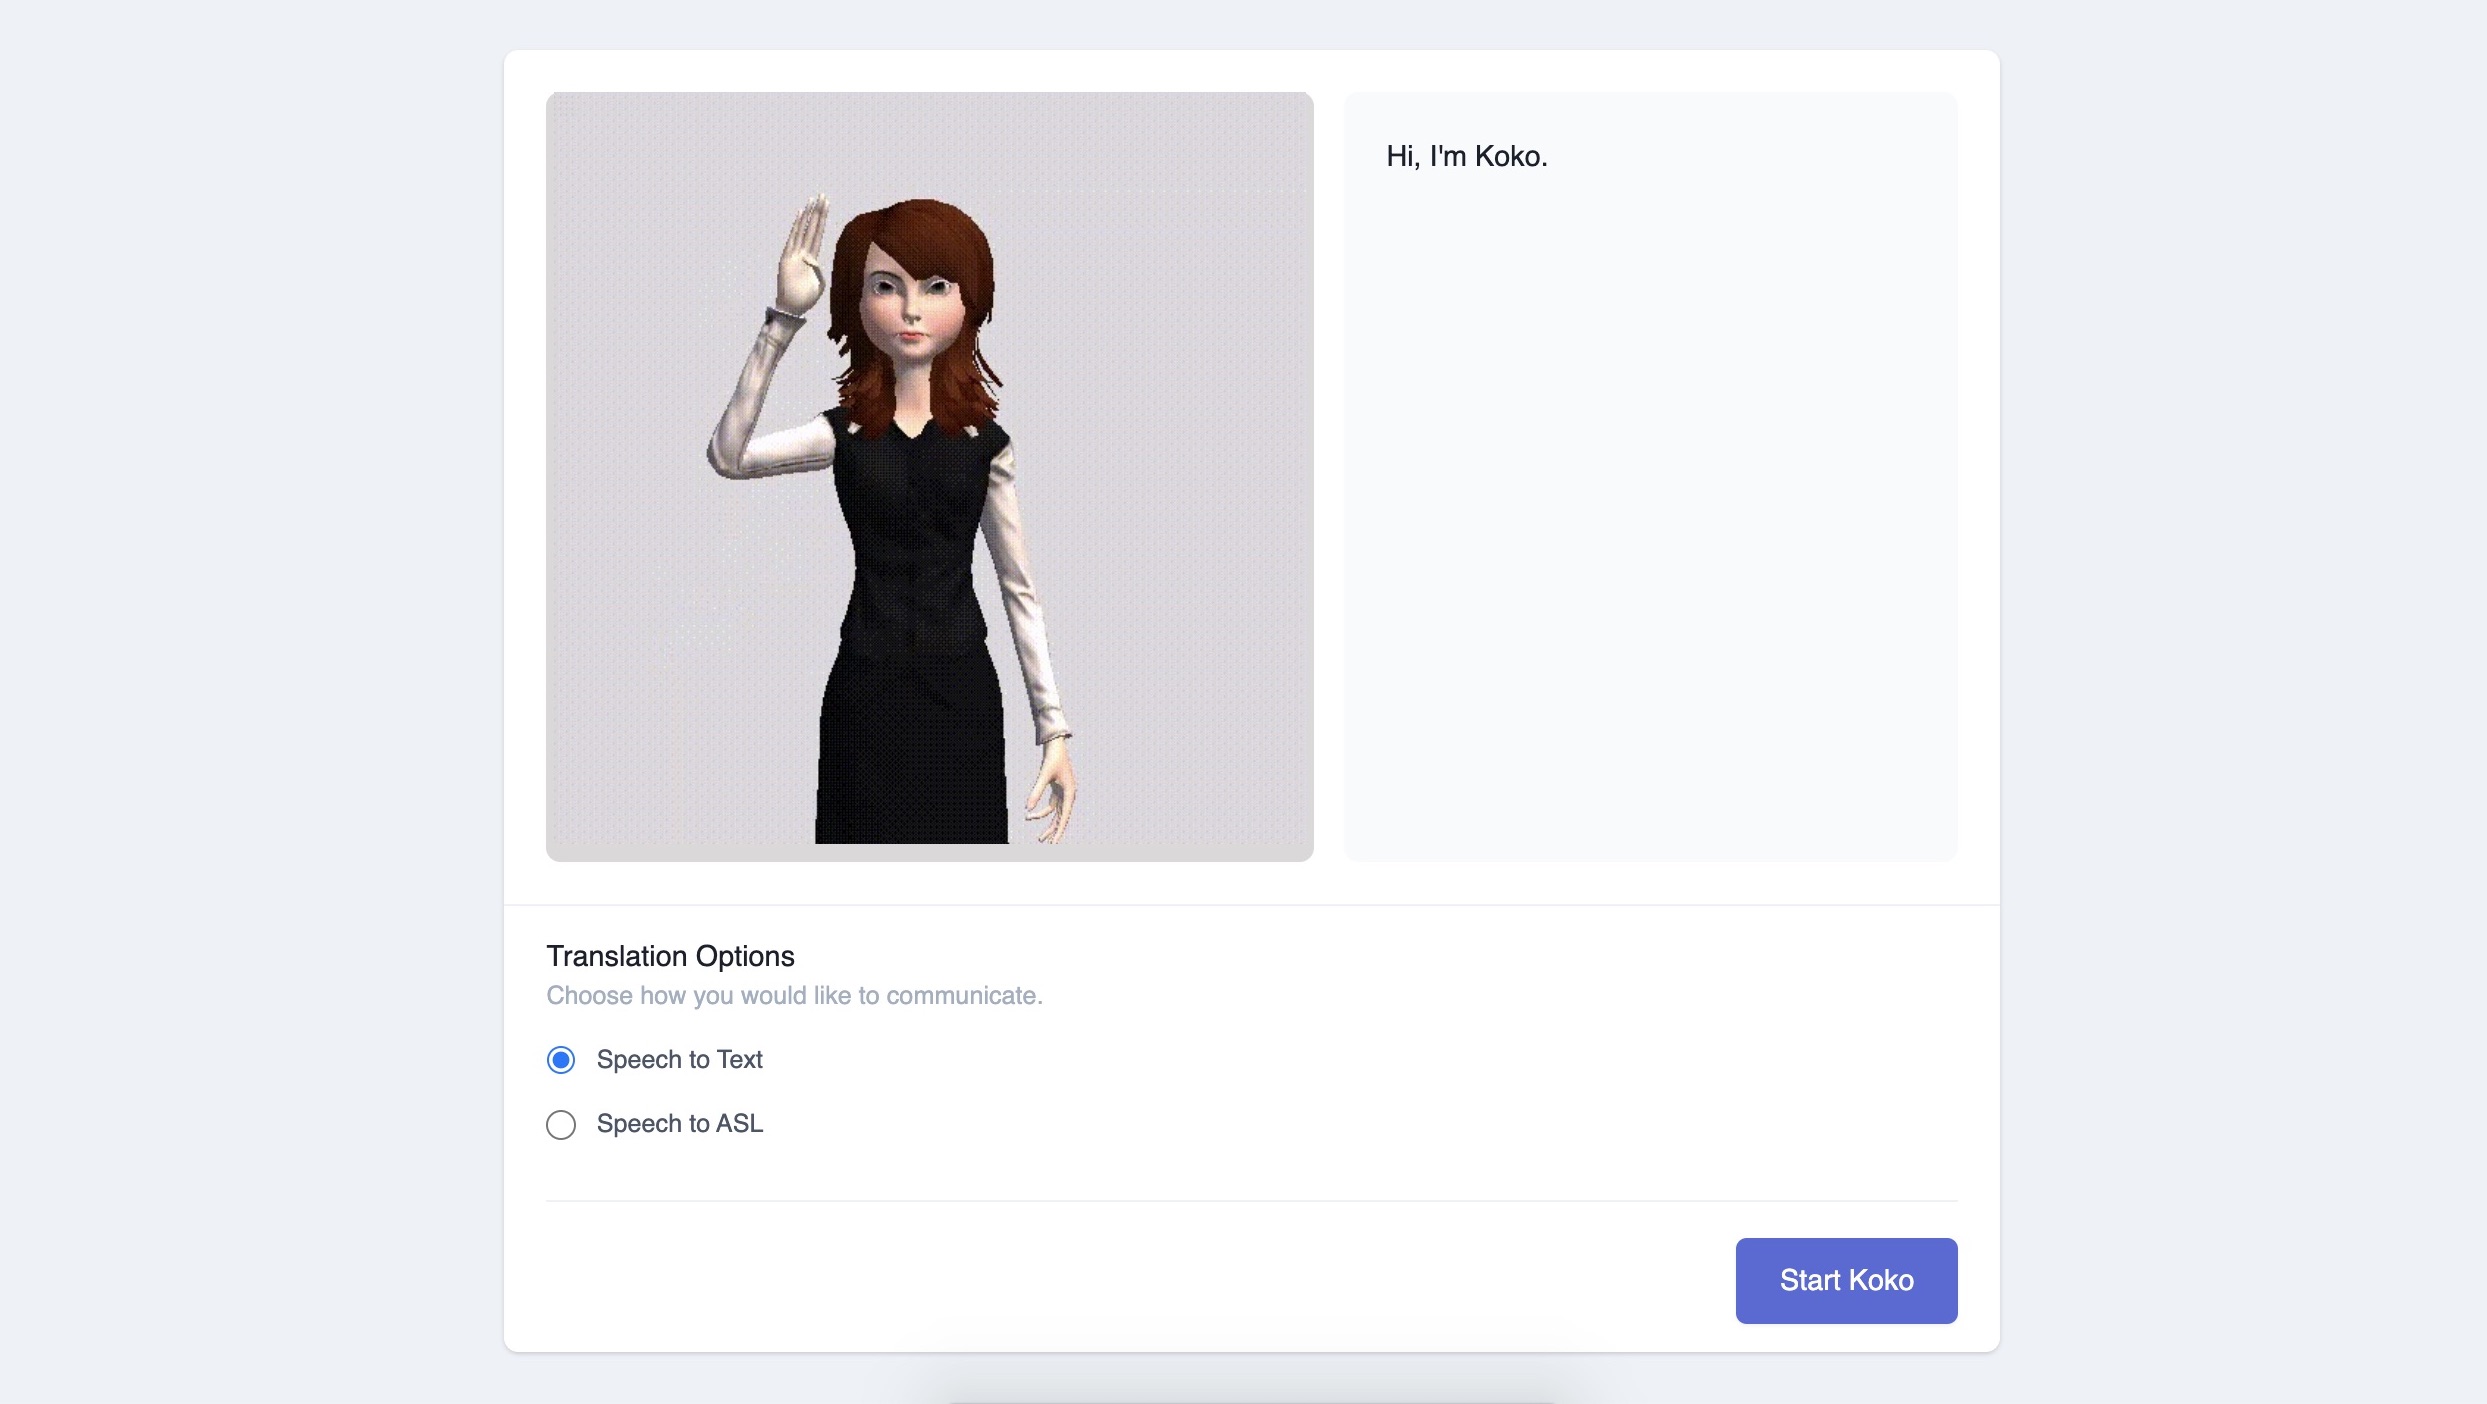 Hi, I'm Koko.
Translation Options
Choose how you would like to communicate.
Speech to Text
Speech to ASL
Start Koko